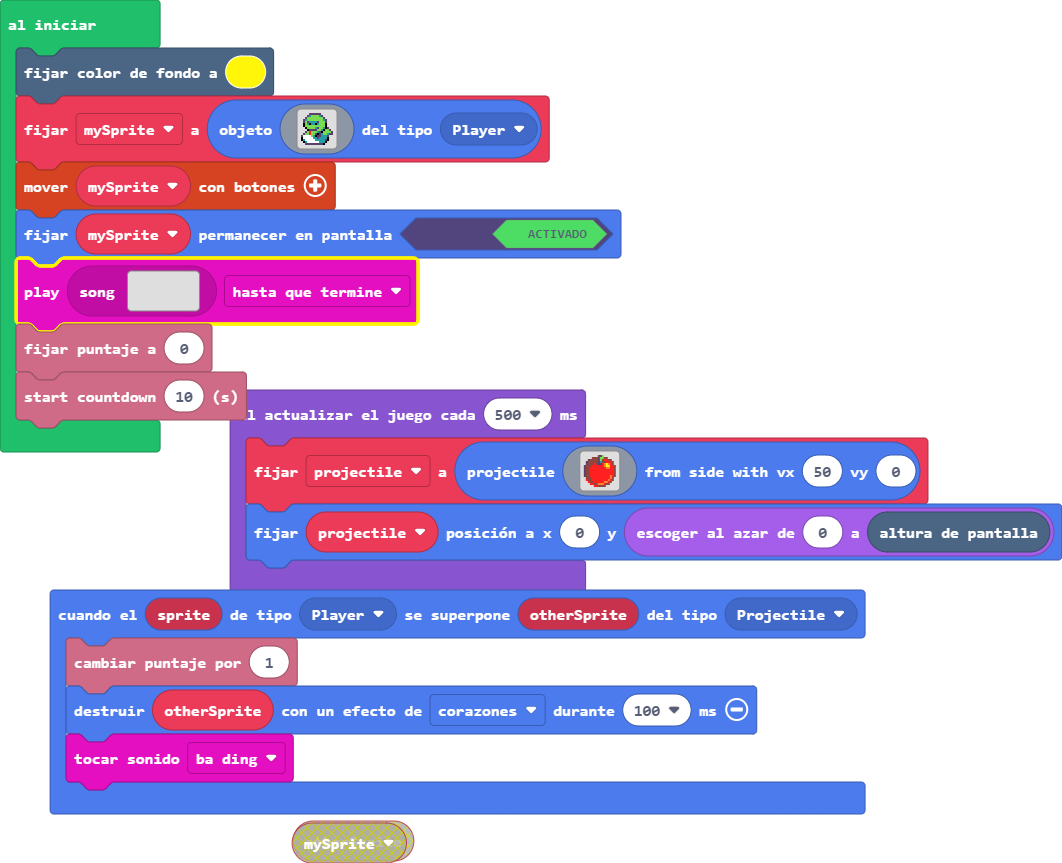 al iniciar
fijar color de fondo a
fijar mySprite a objeto del tipo Player
mover mySprite con botones
fijar mySprite permanecer en pantalla ACTIVADO
play song hasta que termine
fijar puntaje a 0
start countdown 10 (s)
l actualizar el juego cada 500 ms
fijar projectile a projectile from side with vx 50 vy 0
fijar projectile posición a x 0 y escoger al azar de 0 a altura de pantalla
cuando el sprite de tipo Player se superpone otherSprite del tipo Projectile
cambiar puntaje por 1
destruir otherSprite con un efecto de corazones durante 100 ms
tocar sonido ba ding
mySprite